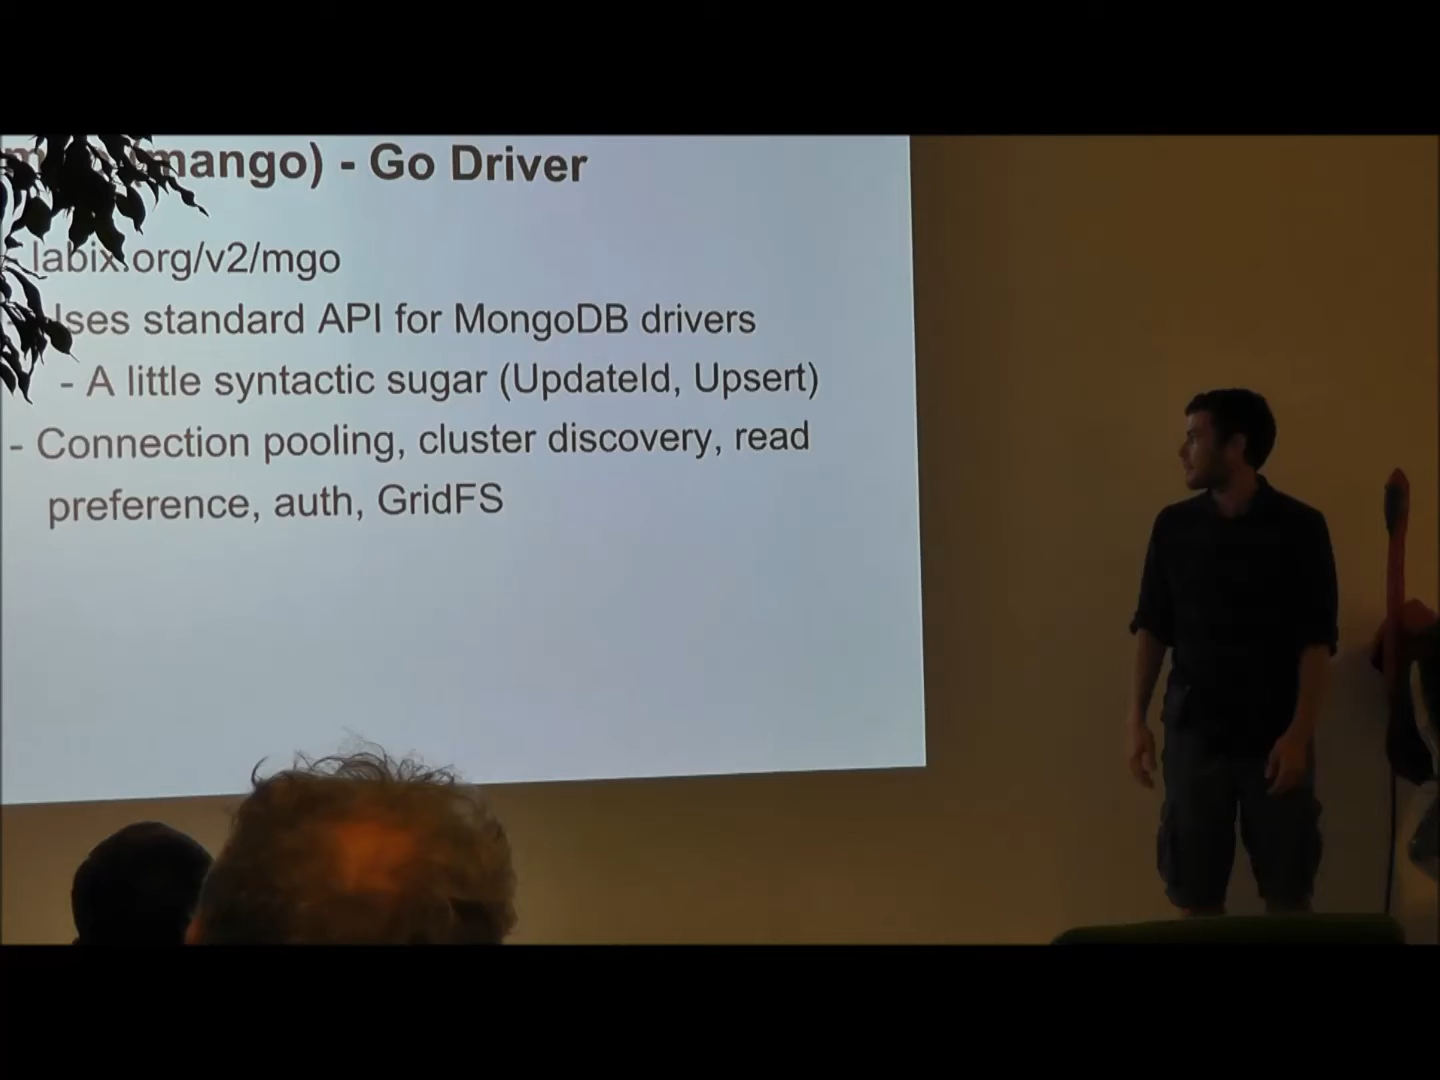 (mango) - Go Driver
- labix.org/v2/mgo
Uses standard API for MongoDB drivers
- A little syntactic sugar (UpdateId, Upsert)
- Connection pooling, cluster discovery, read
preference, auth, GridFS